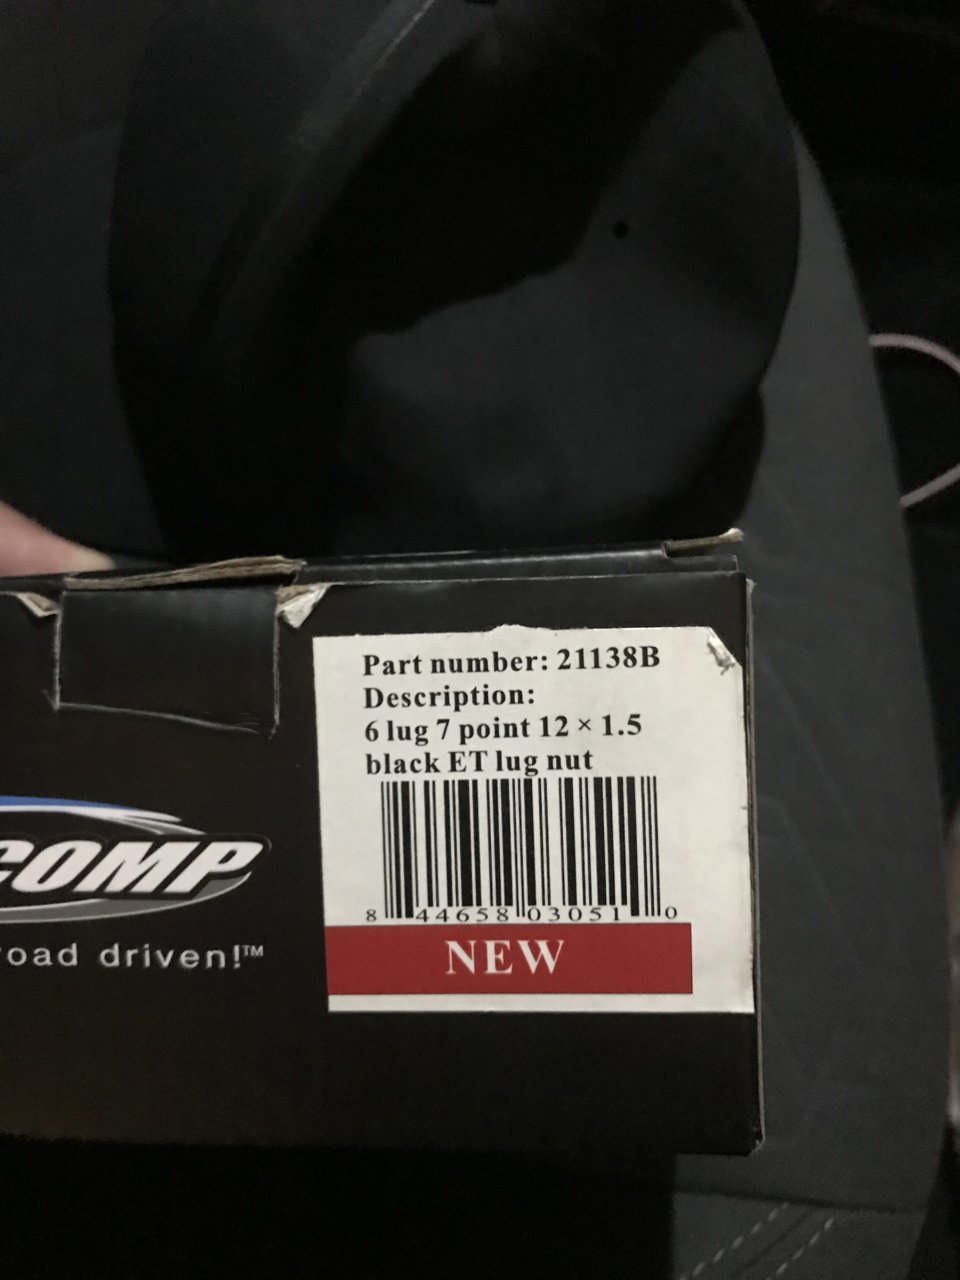 Part number: 21138B
Description:
6 lug 7 point 12 × 1.5
black ET lug nut
8 44658 03051 0
NEW
COMP
driven!™